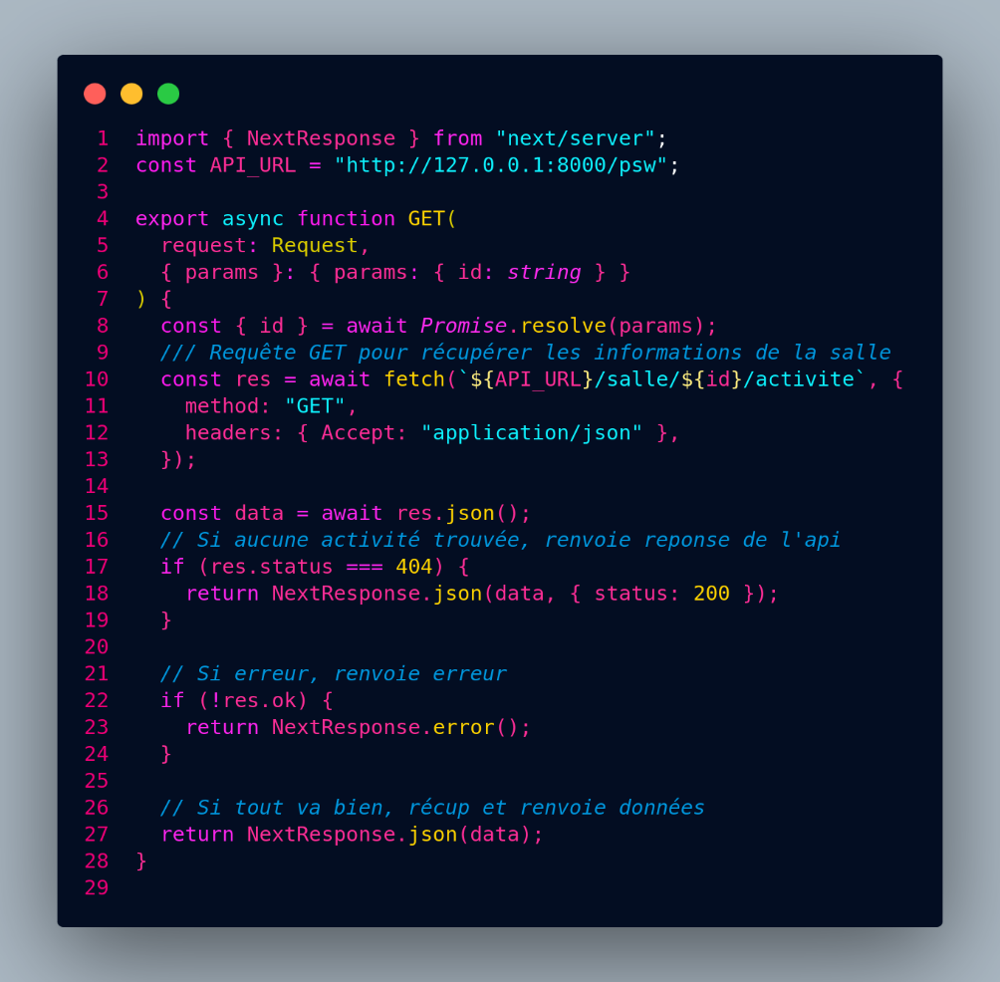 1 import { NextResponse } from "next/server";
2 const API_URL = "http://127.0.0.1:8000/psw";
3
4 export async function GET(
5   request: Request,
6   { params }: { params: { id: string } }
7 ) {
8   const { id } = await Promise.resolve(params);
9   /// Requête GET pour récupérer les informations de la salle
10   const res = await fetch(`${API_URL}/salle/${id}/activite`, {
11     method: "GET",
12     headers: { Accept: "application/json" },
13   });
14
15   const data = await res.json();
16   // Si aucune activité trouvée, renvoie reponse de l'api
17   if (res.status === 404) {
18     return NextResponse.json(data, { status: 200 });
19   }
20
21   // Si erreur, renvoie erreur
22   if (!res.ok) {
23     return NextResponse.error();
24   }
25
26   // Si tout va bien, récup et renvoie données
27   return NextResponse.json(data);
28 }
29